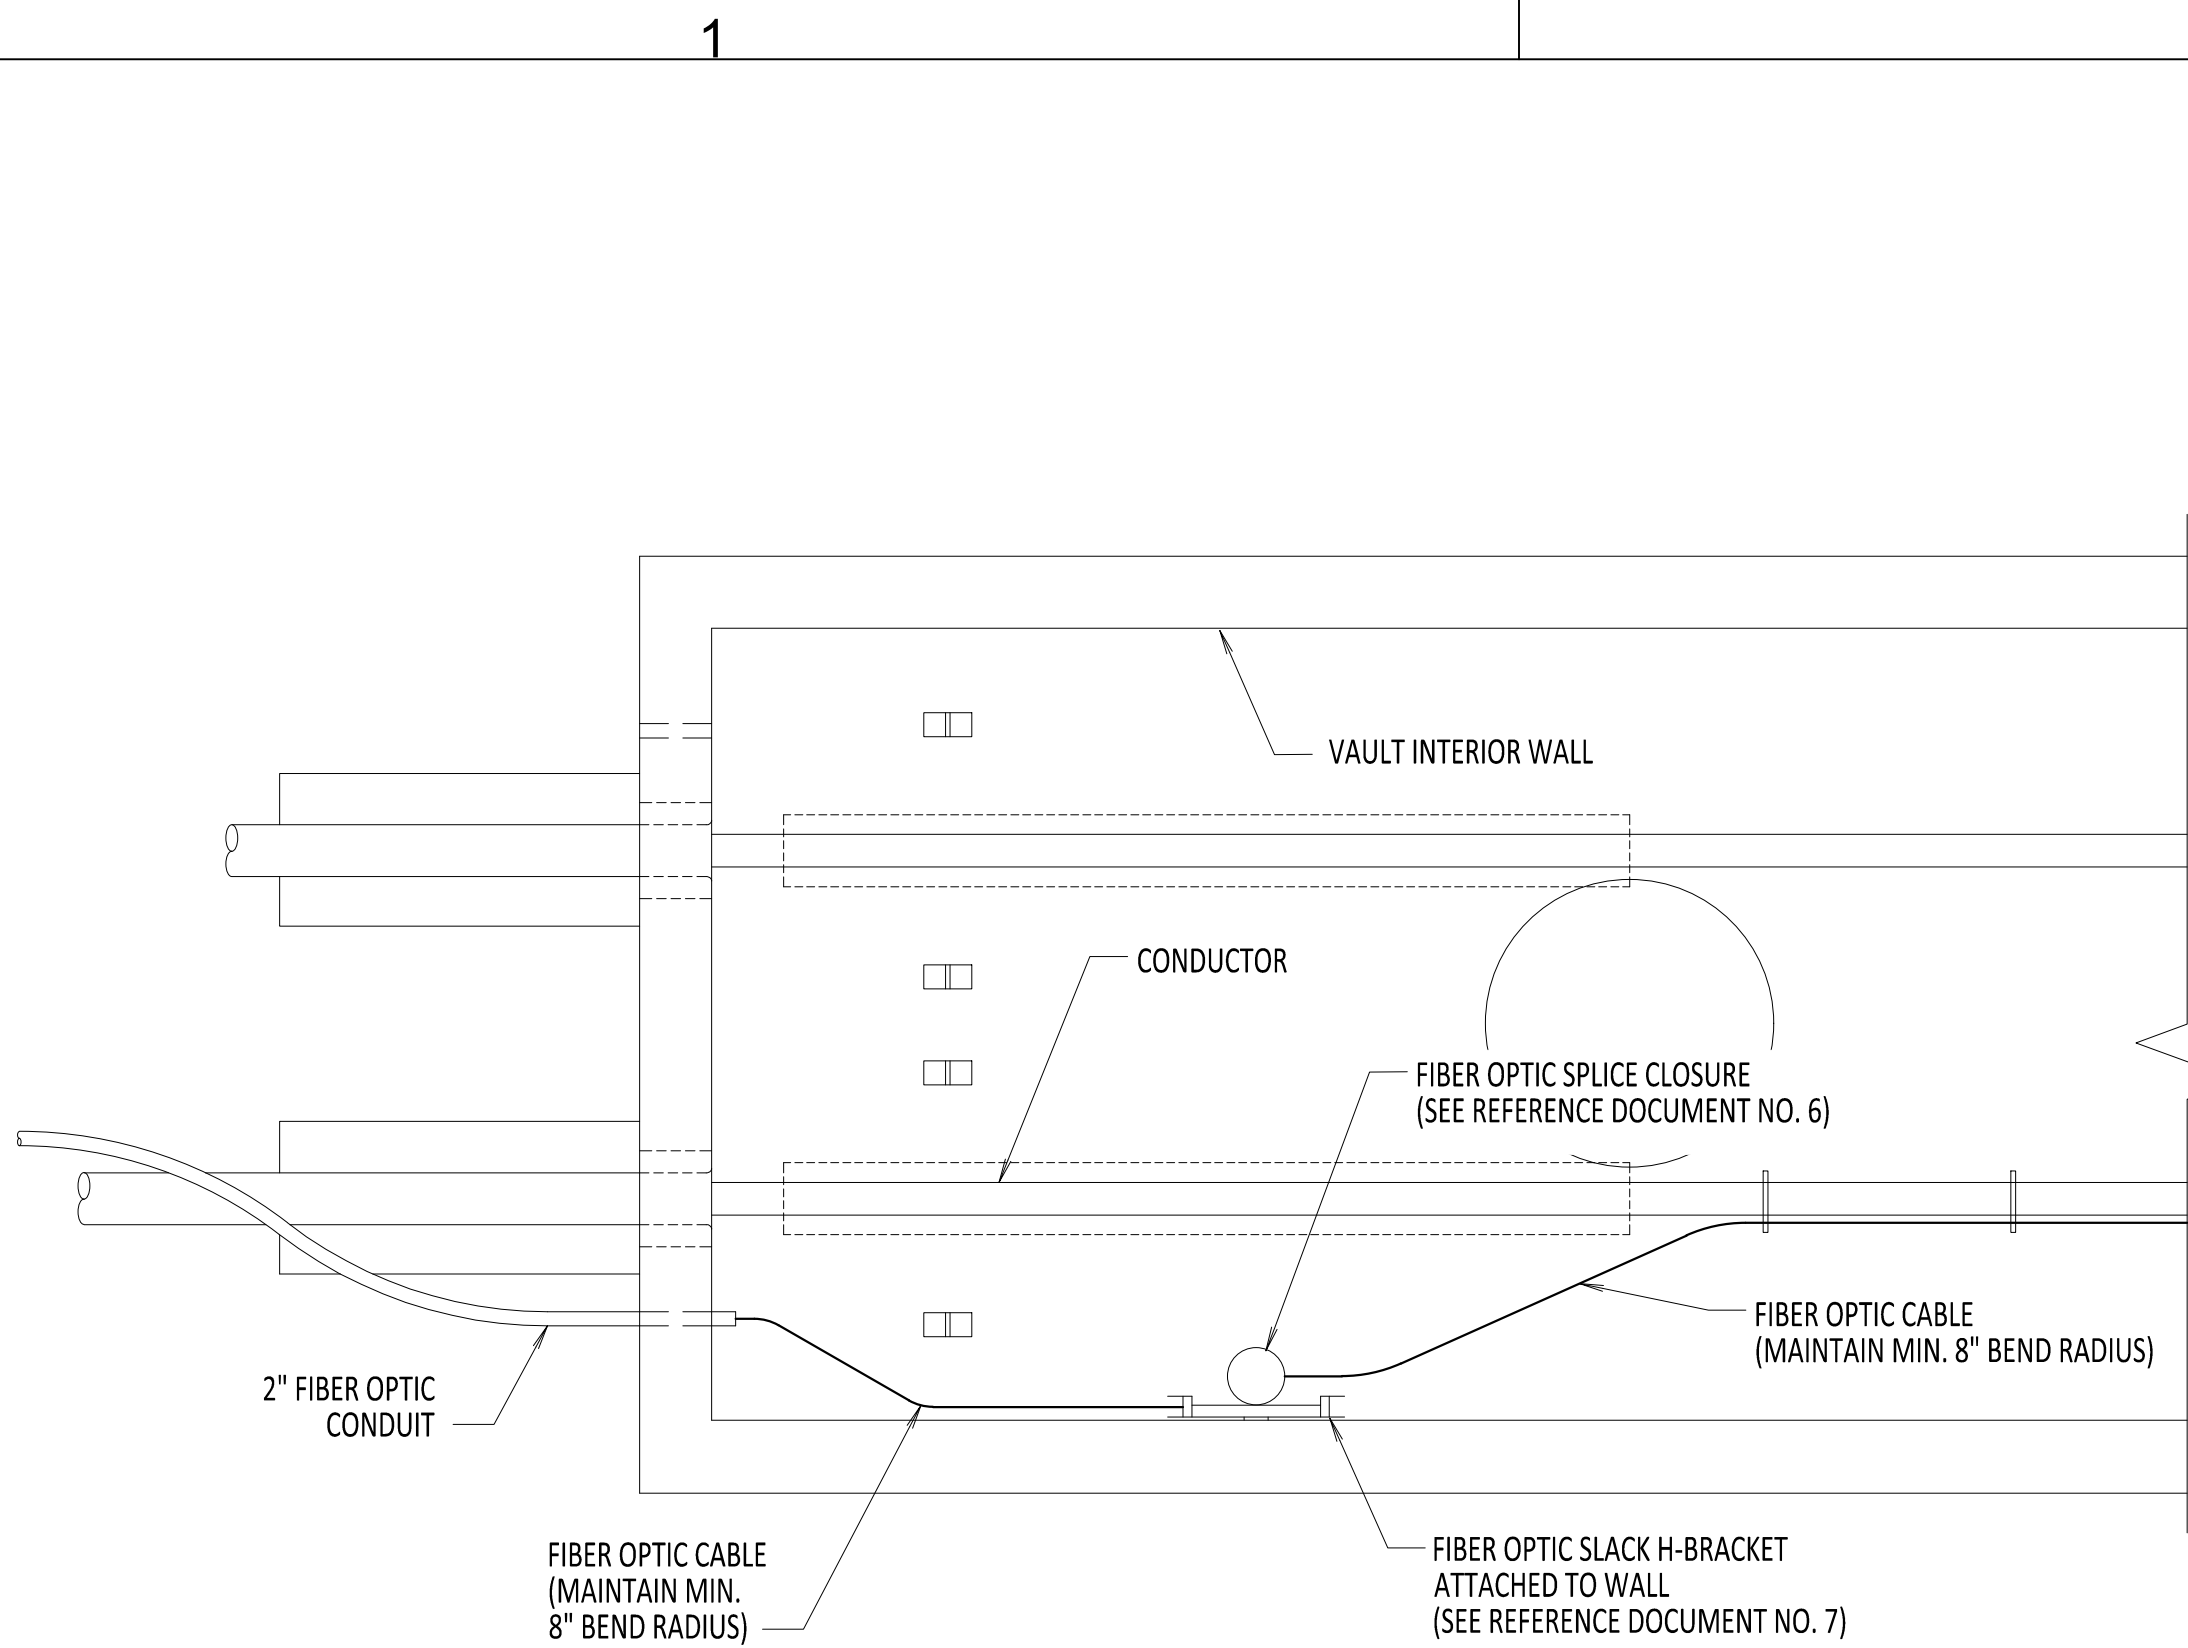 1
VAULT INTERIOR WALL
CONDUCTOR
FIBER OPTIC SPLICE CLOSURE
(SEE REFERENCE DOCUMENT NO. 6)
FIBER OPTIC CABLE
(MAINTAIN MIN. 8" BEND RADIUS)
2" FIBER OPTIC
CONDUIT
FIBER OPTIC CABLE
(MAINTAIN MIN.
8" BEND RADIUS)
FIBER OPTIC SLACK H-BRACKET
ATTACHED TO WALL
(SEE REFERENCE DOCUMENT NO. 7)